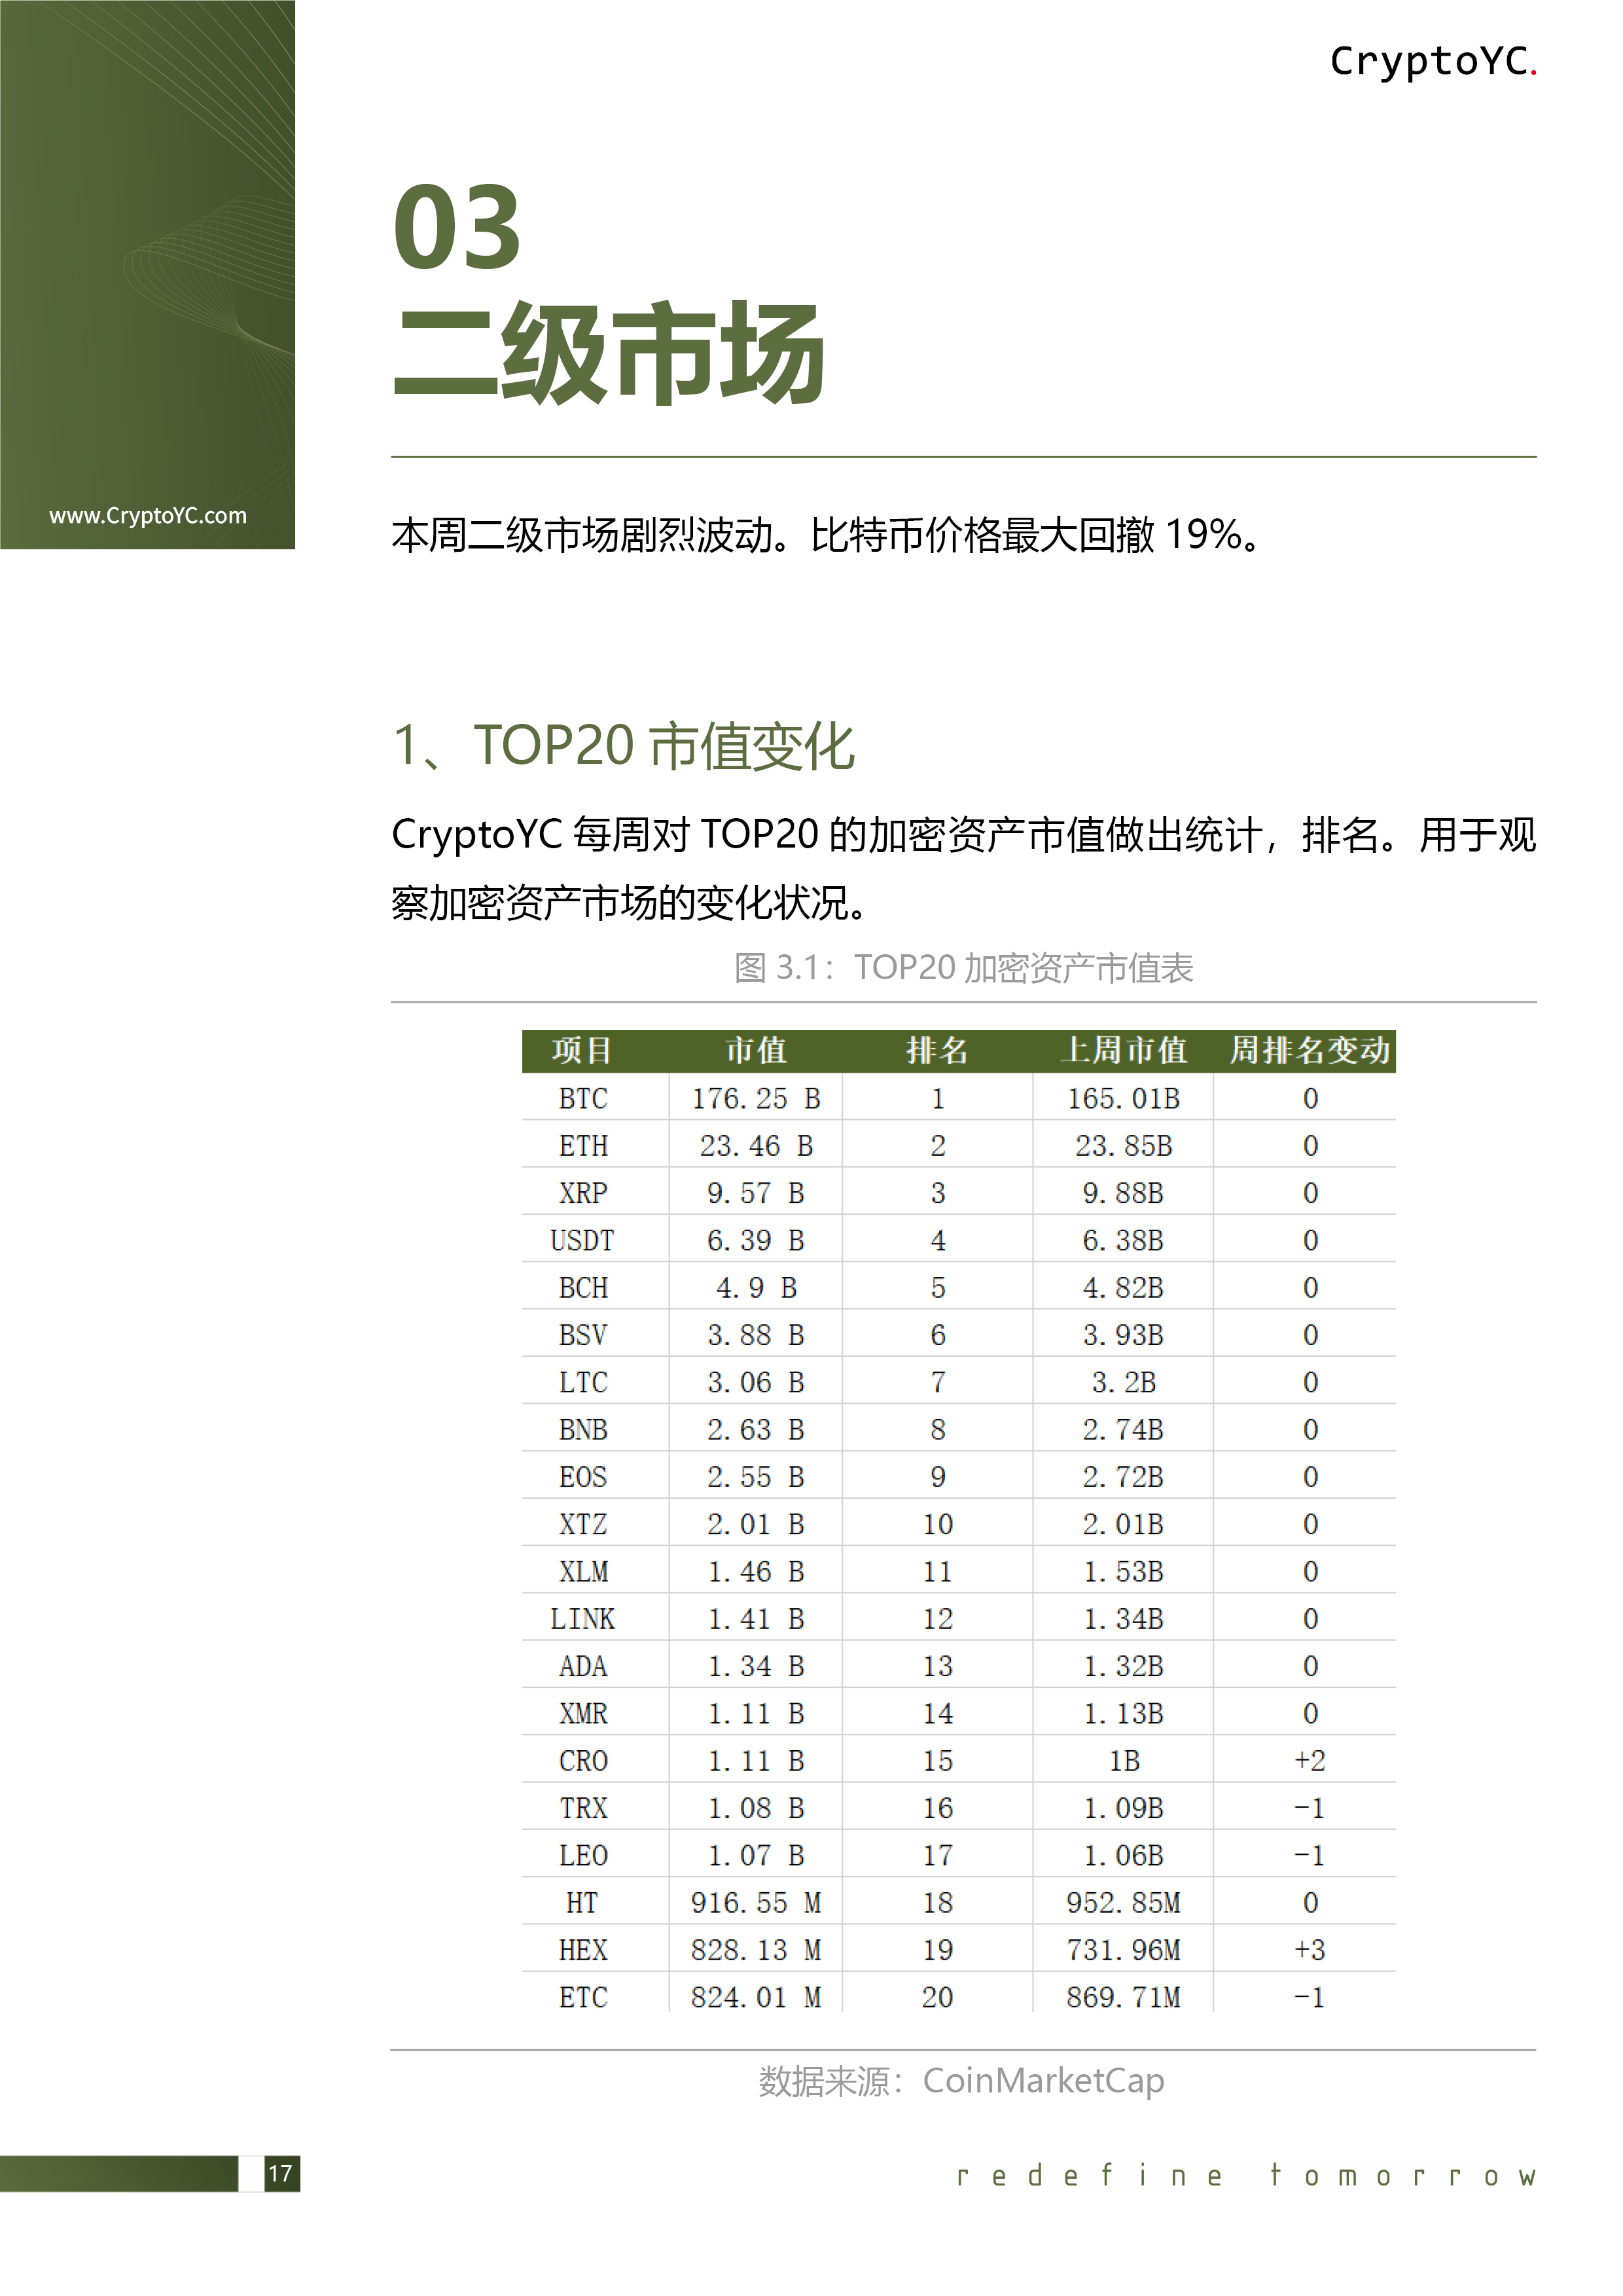 CryptoYC.
03
二级市场
www.CryptoYC.com
本周二级市场剧烈波动。比特币价格最大回撤 19%。
1、TOP20 市值变化
CryptoYC 每周对 TOP20 的加密资产市值做出统计，排名。用于观
察加密资产市场的变化状况。
图 3.1：TOP20 加密资产市值表
项目 市值 排名 上周市值 周排名变动
BTC 176.25 B 1 165.01B 0
ETH 23.46 B 2 23.85B 0
XRP 9.57 B 3 9.88B 0
USDT 6.39 B 4 6.38B 0
BCH 4.9 B 5 4.82B 0
BSV 3.88 B 6 3.93B 0
LTC 3.06 B 7 3.2B 0
BNB 2.63 B 8 2.74B 0
EOS 2.55 B 9 2.72B 0
XTZ 2.01 B 10 2.01B 0
XLM 1.46 B 11 1.53B 0
LINK 1.41 B 12 1.34B 0
ADA 1.34 B 13 1.32B 0
XMR 1.11 B 14 1.13B 0
CRO 1.11 B 15 1B +2
TRX 1.08 B 16 1.09B -1
LEO 1.07 B 17 1.06B -1
HT 916.55 M 18 952.85M 0
HEX 828.13 M 19 731.96M +3
ETC 824.01 M 20 869.71M -1
数据来源：CoinMarketCap
17
redefine tomorrow